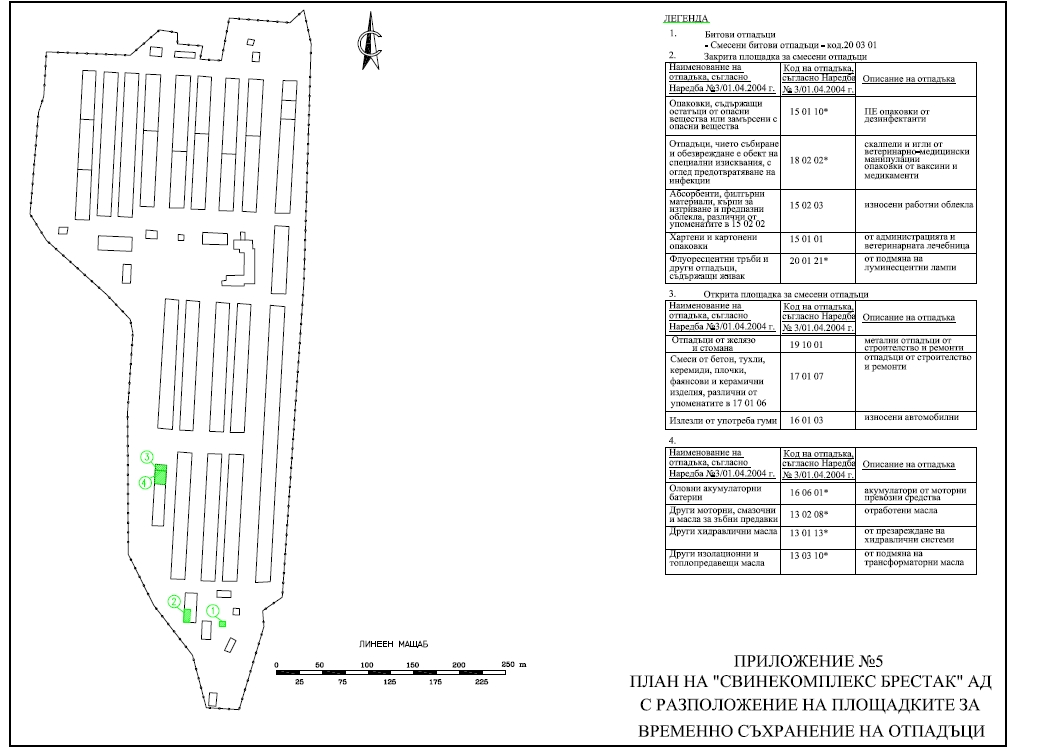 ЛЕГЕНДА
1. Битови отпадъци
- Смесени битови отпадъци - код.20 03 01
2. Закрита площадка за смесени отпадъци
Наименование на
отпадъка, съгласно
Наредба №3/01.04.2004 г.
Код на отпадъка,
съгласно Наредба
№ 3/01.04.2004 г.
Описание на отпадъка
Опаковки, съдържащи
остатъци от опасни
вещества или замърсени с
опасни вещества
15 01 10*
ПЕ опаковки от
дезинфектанти
Отпадъци, чието събиране
и обезвреждане е обект на
специални изисквания, с
оглед предотвратяване на
инфекции
18 02 02*
скалпели и игли от
ветеринарно-медицински
манипулации
опаковки от ваксини и
медикаменти
Абсорбенти, филтърни
материали, кърпи за
изтриване и предпазни
облекла, различни от
упоменатите в 15 02 02
15 02 03
износени работни облекла
Хартени и картонени
опаковки
15 01 01
от администрацията и
ветеринарната лечебница
Флуоресцентни тръби и
други отпадъци,
съдържащи живак
20 01 21*
от подмяна на
луминесцентни лампи
3. Открита площадка за смесени отпадъци
Наименование на
отпадъка, съгласно
Наредба №3/01.04.2004 г.
Код на отпадъка,
съгласно Наредба
№ 3/01.04.2004 г.
Описание на отпадъка
Отпадъци от желязо
и стомана
19 10 01
метални отпадъци от
строителство и ремонти
Смеси от бетон, тухли,
керемиди, плочки,
фаянсови и керамични
изделия, различни от
упоменатите в 17 01 06
17 01 07
отпадъци от строителство
и ремонти
Излезли от употреба гуми
16 01 03
износени автомобилни
4.
Наименование на
отпадъка, съгласно
Наредба №3/01.04.2004 г.
Код на отпадъка,
съгласно Наредба
№ 3/01.04.2004 г.
Описание на отпадъка
Оловни акумулаторни
батерии
16 06 01*
акумулатори от моторни
превозни средства
Други моторни, смазочни
и масла за зъбни предавки
13 02 08*
отработени масла
Други хидравлични масла
13 01 13*
от презареждане на
хидравлични системи
Други изолационни и
топлопредавещи масла
13 03 10*
от подмяна на
трансформаторни масла
3
4
2
1
ЛИНЕЕН МАЩАБ
0 50 100 150 200 250 m
25 75 125 175 225
ПРИЛОЖЕНИЕ №5
ПЛАН НА "СВИНЕКОМПЛЕКС БРЕСТАК" АД
С РАЗПОЛОЖЕНИЕ НА ПЛОЩАДКИТЕ ЗА
ВРЕМЕННО СЪХРАНЕНИЕ НА ОТПАДЪЦИ